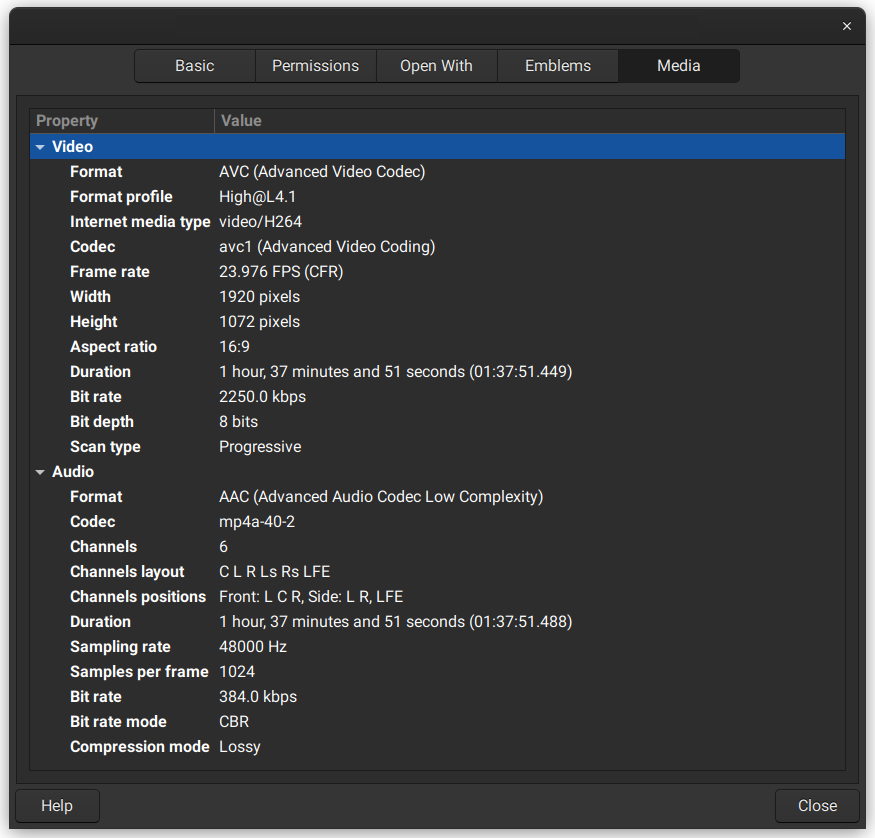 ×
Basic Permissions Open With Emblems Media
Property Value
Video
Format AVC (Advanced Video Codec)
Format profile High@L4.1
Internet media type video/H264
Codec avc1 (Advanced Video Coding)
Frame rate 23.976 FPS (CFR)
Width 1920 pixels
Height 1072 pixels
Aspect ratio 16:9
Duration 1 hour, 37 minutes and 51 seconds (01:37:51.449)
Bit rate 2250.0 kbps
Bit depth 8 bits
Scan type Progressive
Audio
Format AAC (Advanced Audio Codec Low Complexity)
Codec mp4a-40-2
Channels 6
Channels layout C L R Ls Rs LFE
Channels positions Front: L C R, Side: L R, LFE
Duration 1 hour, 37 minutes and 51 seconds (01:37:51.488)
Sampling rate 48000 Hz
Samples per frame 1024
Bit rate 384.0 kbps
Bit rate mode CBR
Compression mode Lossy
Help Close